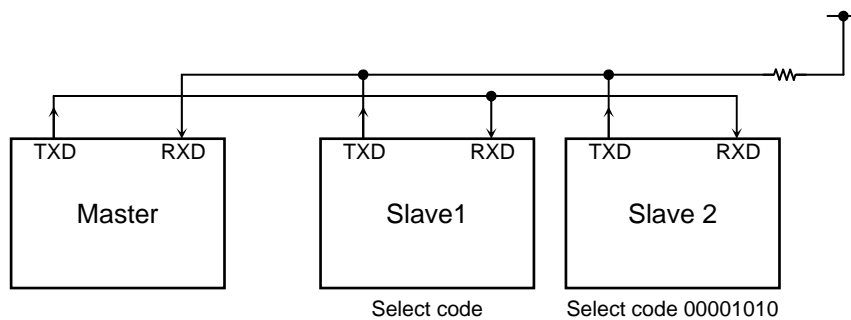 TXD RXD TXD RXD TXD RXD
Master Slave1 Slave 2
Select code Select code 00001010